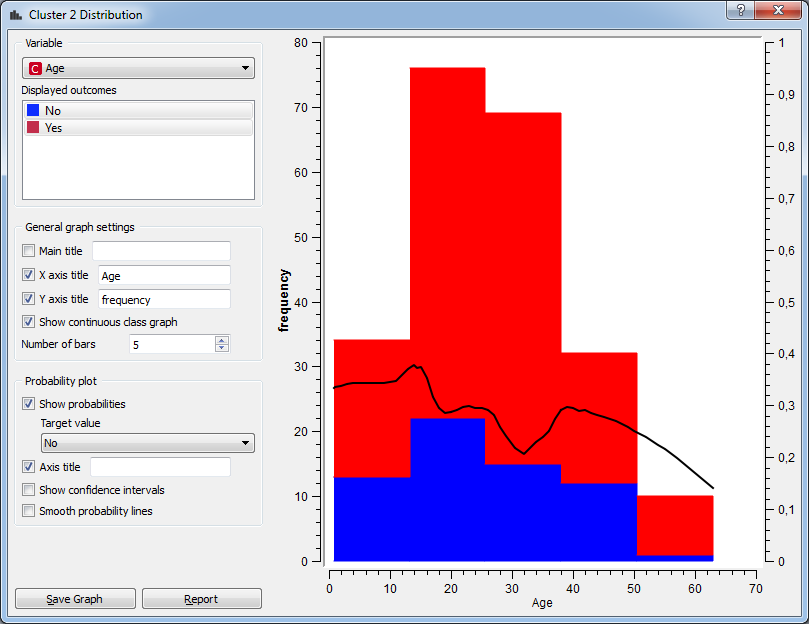 Cluster 2 Distribution
?
Variable
C Age
Displayed outcomes
No
Yes
General graph settings
Main title
X axis title Age
Y axis title frequency
Show continuous class graph
Number of bars 5
Probability plot
Show probabilities
Target value
No
Axis title
Show confidence intervals
Smooth probability lines
Save Graph Report
80
70
60
50
40
30
20
10
0
frequency
0 10 20 30 40 50 60 70
Age
1
0,9
0,8
0,7
0,6
0,5
0,4
0,3
0,2
0,1
0